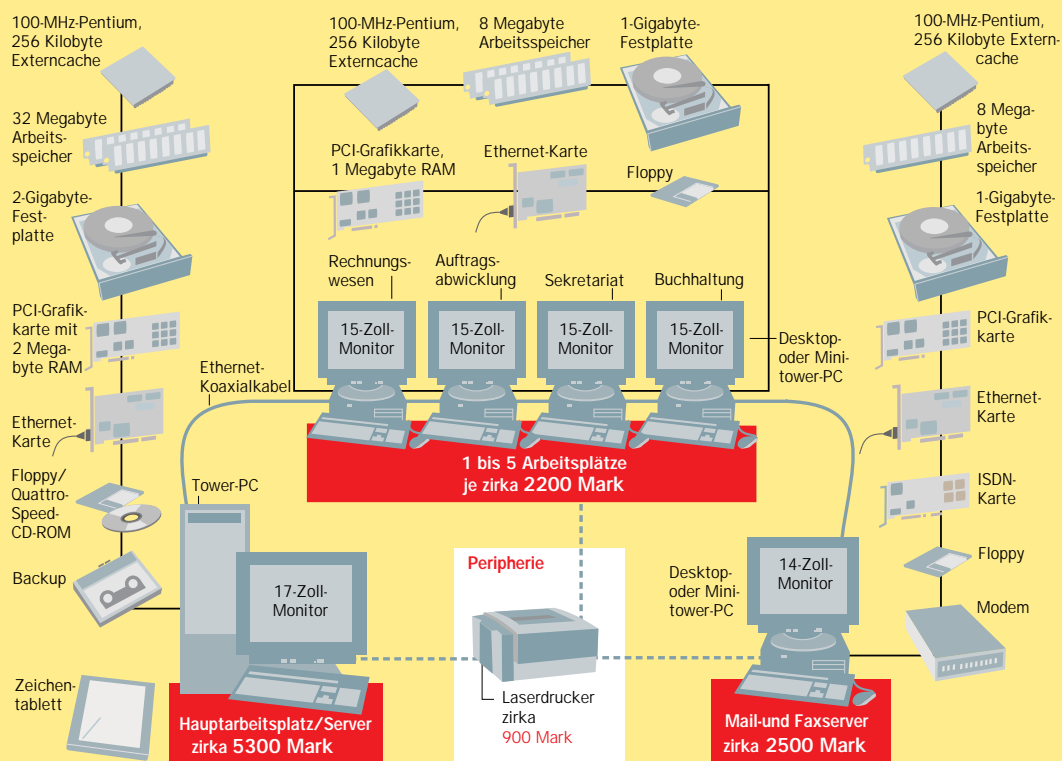 100-MHz-Pentium,
256 Kilobyte
Externcache
32 Megabyte
Arbeits-
speicher
2-Gigabyte-
Fest-
platte
PCI-Grafik-
karte mit
2 Mega-
byte RAM
Ethernet-
Karte
Floppy/
Quattro-
Speed-
CD-ROM
Backup
Zeichen-
tablett
100-MHz-Pentium,
256 Kilobyte
Externcache
8 Megabyte
Arbeitsspeicher
1-Gigabyte-
Festplatte
PCI-Grafikkarte,
1 Megabyte RAM
Ethernet-Karte
Floppy
Rechnungs-
wesen
Auftrags-
abwicklung
Sekretariat
Buchhaltung
15-Zoll-
Monitor
15-Zoll-
Monitor
15-Zoll-
Monitor
15-Zoll-
Monitor
Desktop-
oder Mini-
tower-PC
Ethernet-
Koaxialkabel
1 bis 5 Arbeitsplätze
je zirka 2200 Mark
Tower-PC
17-Zoll-
Monitor
Hauptarbeitsplatz/Server
zirka 5300 Mark
Peripherie
Laserdrucker
zirka
900 Mark
Desktop-
oder Mini-
tower-PC
14-Zoll-
Monitor
Mail-und Faxserver
zirka 2500 Mark
100-MHz-Pentium,
256 Kilobyte Extern-
cache
8 Mega-
byte
Arbeits-
speicher
1-Gigabyte-
Festplatte
PCI-Grafik-
karte
Ethernet-
Karte
ISDN-
Karte
Floppy
Modem